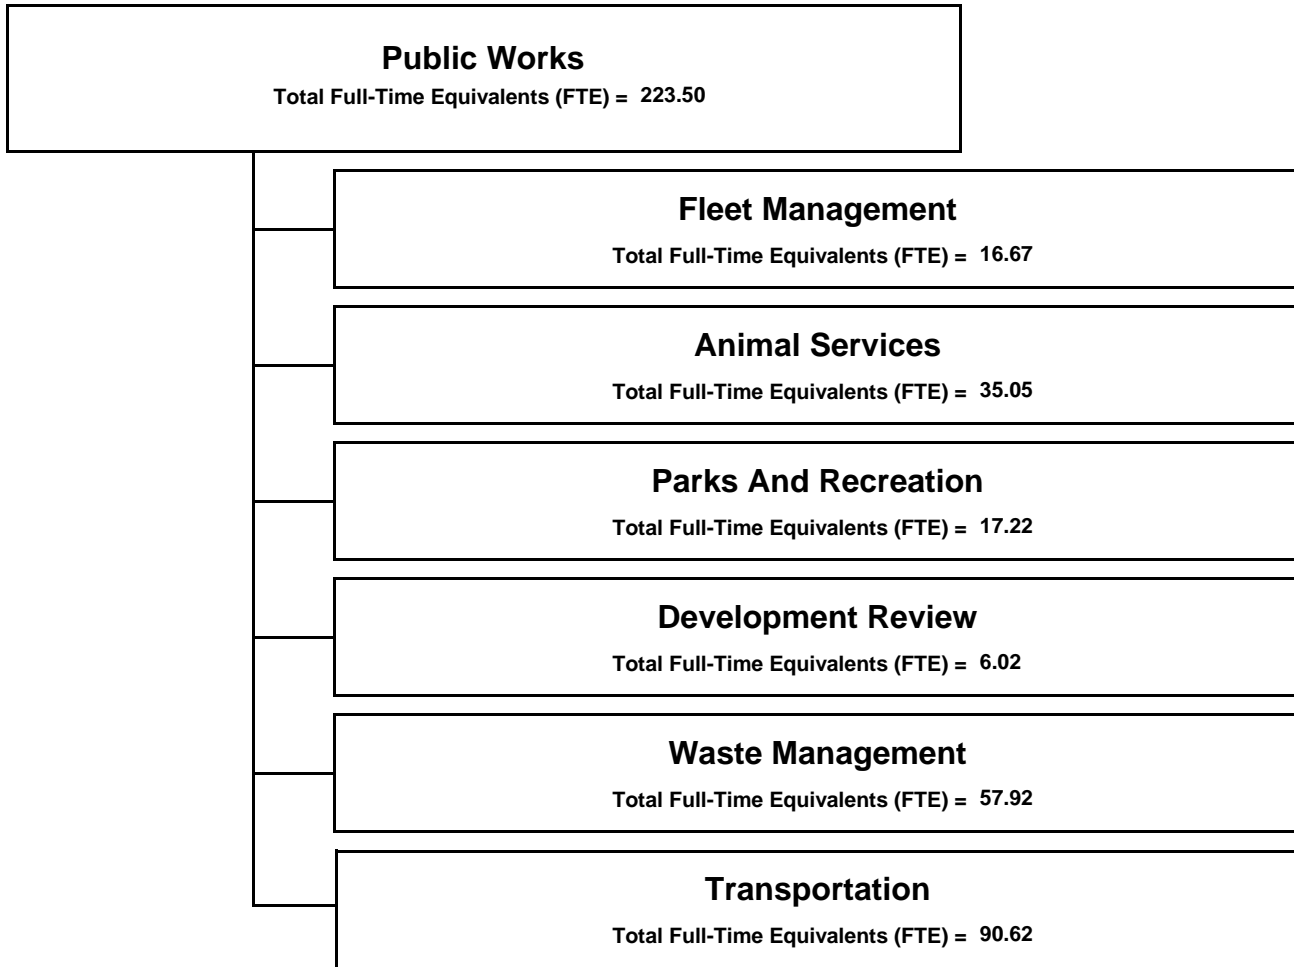 Public Works
Total Full-Time Equivalents (FTE) = 223.50
Fleet Management
Total Full-Time Equivalents (FTE) = 16.67
Animal Services
Total Full-Time Equivalents (FTE) = 35.05
Parks And Recreation
Total Full-Time Equivalents (FTE) = 17.22
Development Review
Total Full-Time Equivalents (FTE) = 6.02
Waste Management
Total Full-Time Equivalents (FTE) = 57.92
Transportation
Total Full-Time Equivalents (FTE) = 90.62